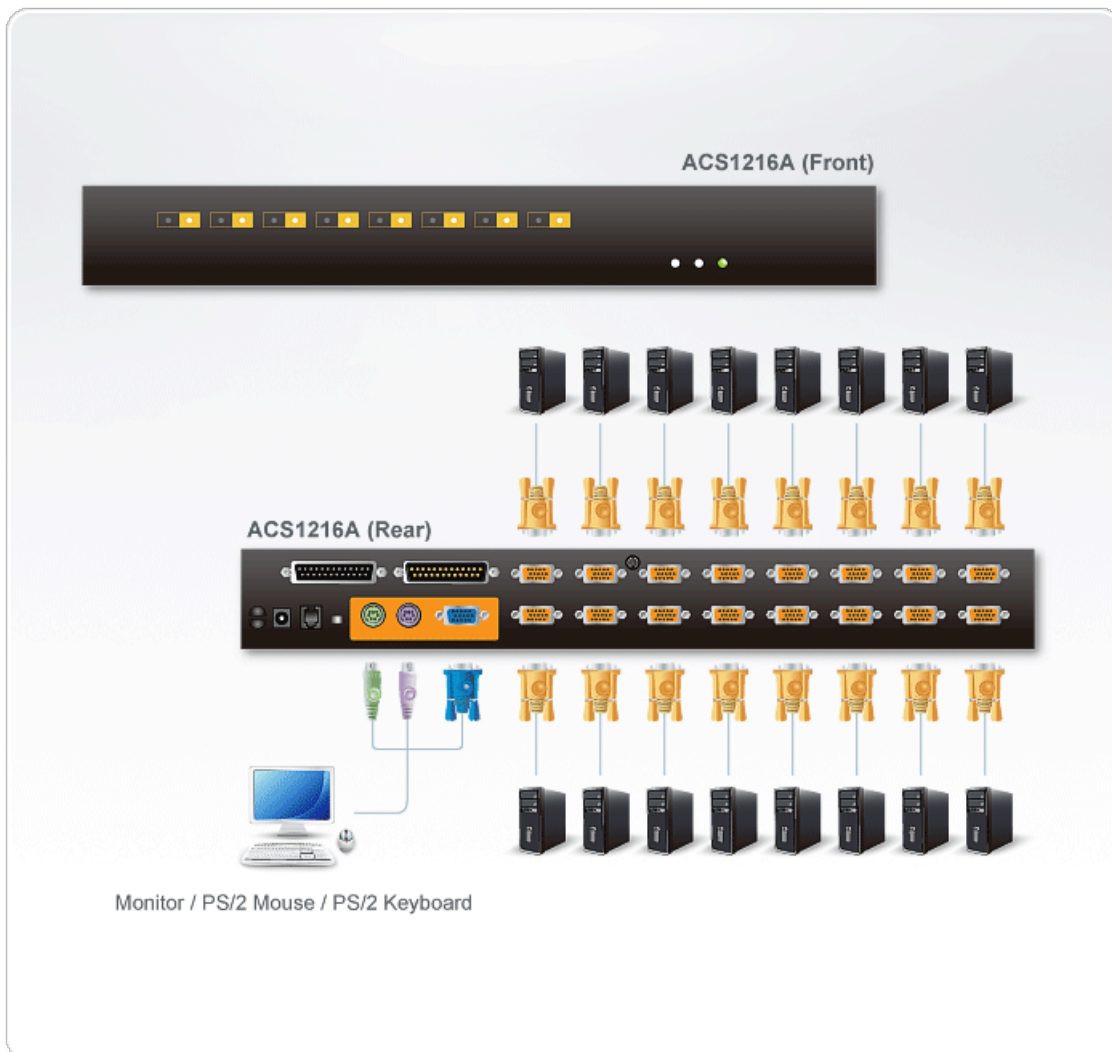 ACS1216A (Front)
ACS1216A (Rear)
Monitor / PS/2 Mouse / PS/2 Keyboard